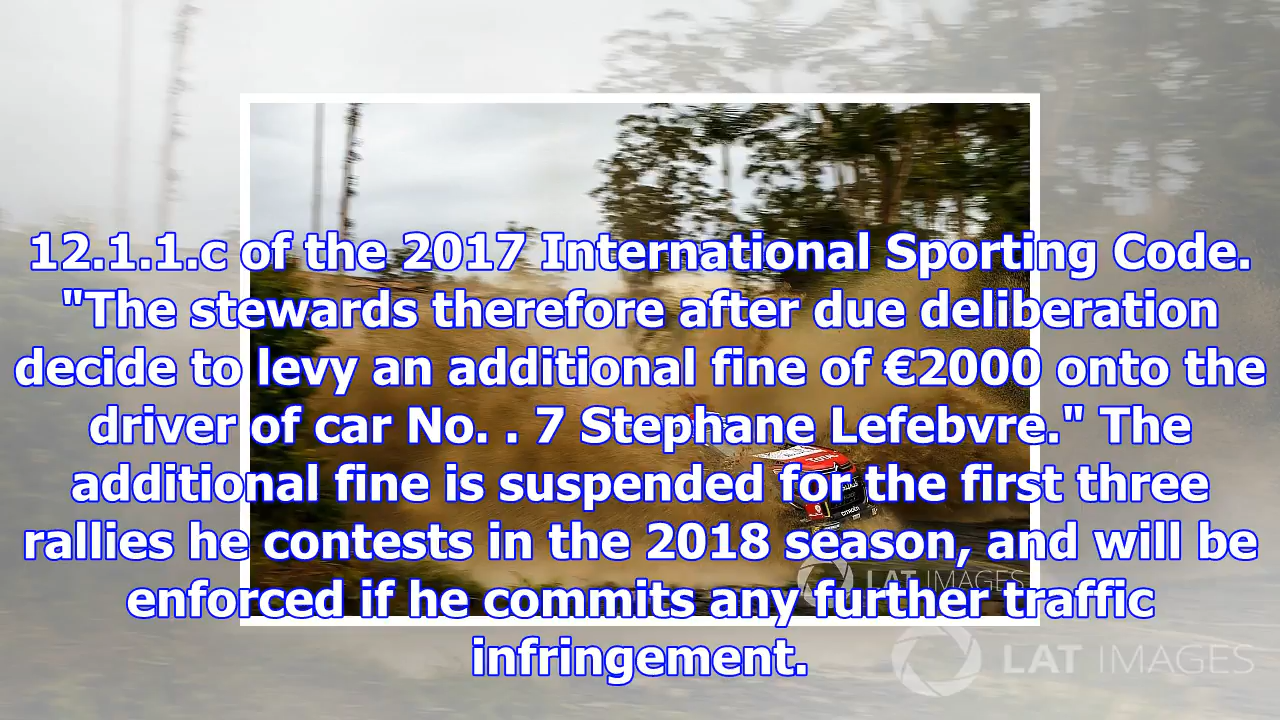 12.1.1.c of the 2017 International Sporting Code.
"The stewards therefore after due deliberation
decide to levy an additional fine of €2000 onto the
driver of car No. . 7 Stephane Lefebvre." The
additional fine is suspended for the first three
rallies he contests in the 2018 season, and will be
enforced if he commits any further traffic
infringement.
TOTAL
CITROËN
LAT IMAGES
LAT IMAGES